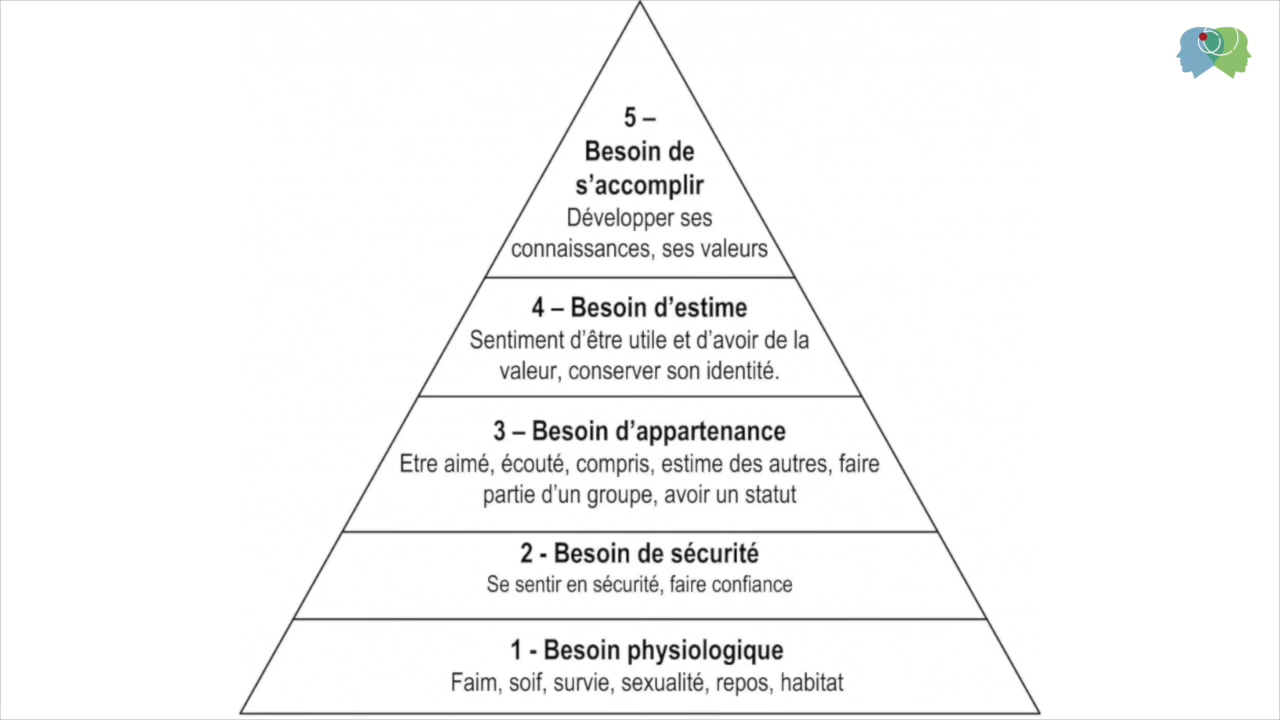 5 –
Besoin de
s’accomplir
Développer ses
connaissances, ses valeurs
4 – Besoin d’estime
Sentiment d’être utile et d’avoir de la
valeur, conserver son identité.
3 – Besoin d’appartenance
Etre aimé, écouté, compris, estime des autres, faire
partie d’un groupe, avoir un statut
2 - Besoin de sécurité
Se sentir en sécurité, faire confiance
1 - Besoin physiologique
Faim, soif, survie, sexualité, repos, habitat